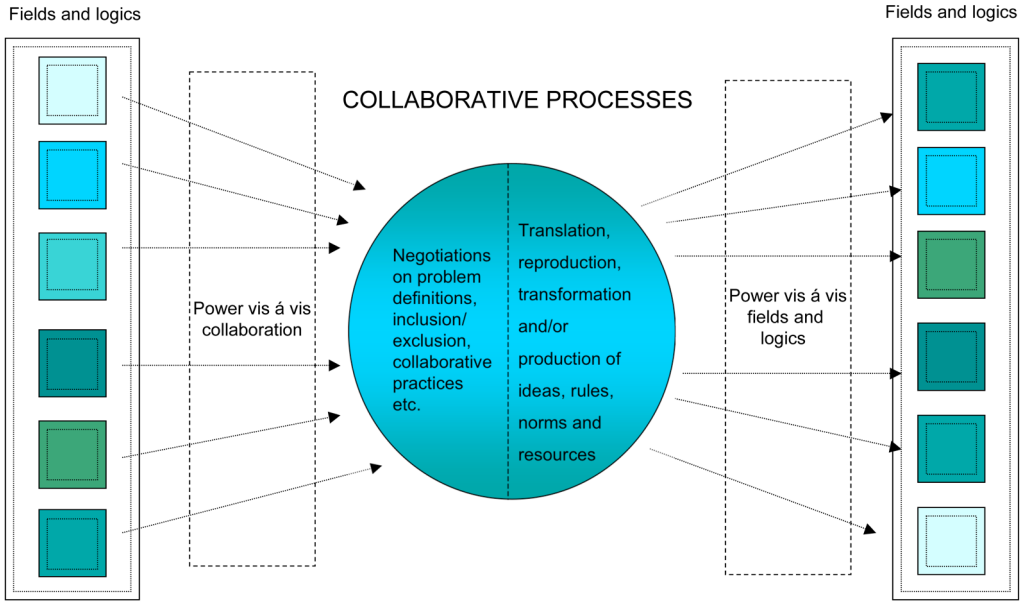 Fields and logics
Fields and logics
COLLABORATIVE PROCESSES
Power vis á vis
collaboration
Negotiations
on problem
definitions,
inclusion/
exclusion,
collaborative
practices
etc.
Translation,
reproduction,
transformation
and/or
production of
ideas, rules,
norms and
resources
Power vis á vis
fields and
logics